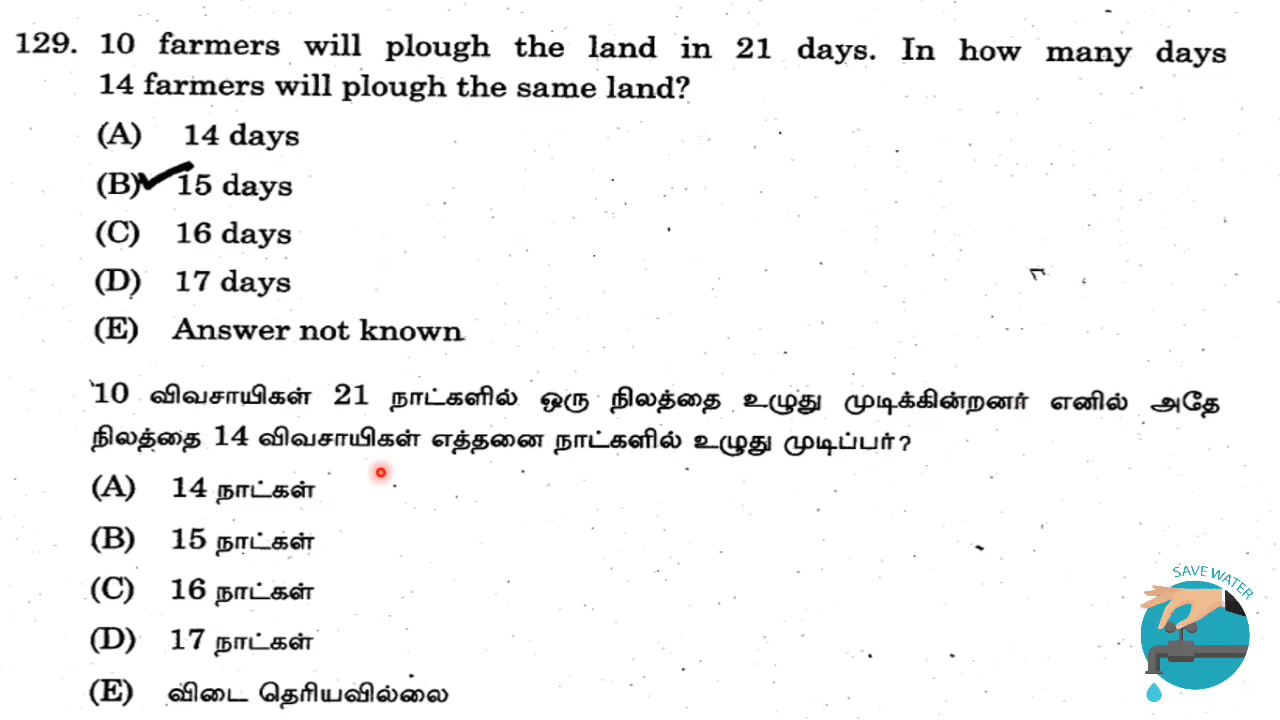 129. 10 farmers will plough the land in 21 days. In how many days
14 farmers will plough the same land?
(A) 14 days
(B) 15 days
(C) 16 days
(D) 17 days
(E) Answer not known
10 விவசாயிகள் 21 நாட்களில் ஒரு நிலத்தை உழுது முடிக்கின்றனர் எனில் அதே
நிலத்தை 14 விவசாயிகள் எத்தனை நாட்களில் உழுது முடிப்பர்?
(A) 14 நாட்கள்
(B) 15 நாட்கள்
(C) 16 நாட்கள்
(D) 17 நாட்கள்
(E) விடை தெரியவில்லை
SAVE WATER